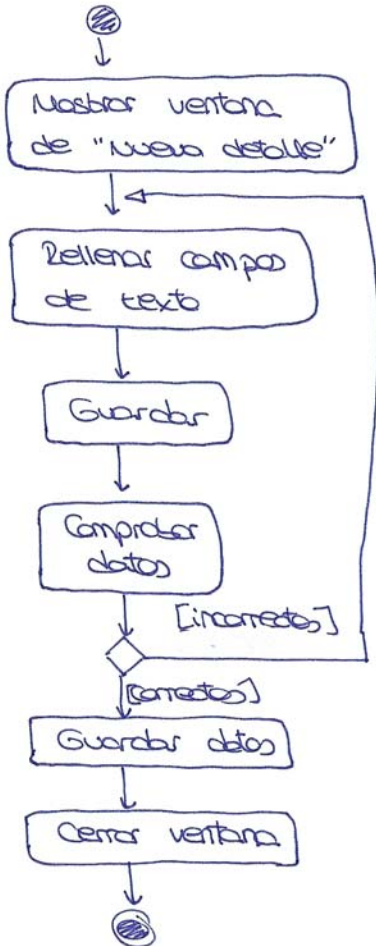 Mostrar ventana
de "Nuevo detalle"
Rellenar campos
de texto
Guardar
Comprobar
datos
[incorrectos]
[correctos]
Guardar datos
Cerrar ventana